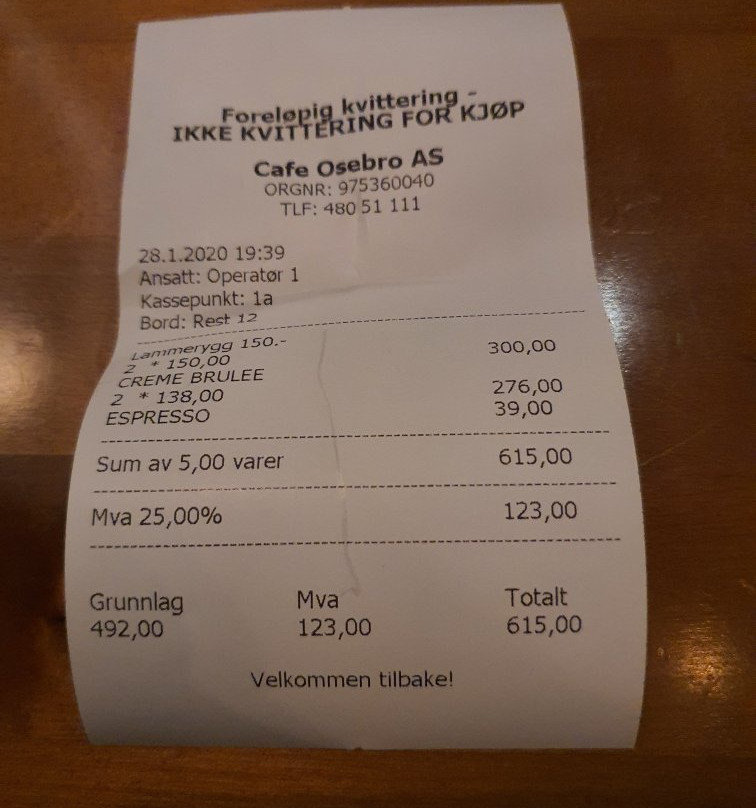 Foreløpig kvittering -
IKKE KVITTERING FOR KJØP
Cafe Osebro AS
ORGNR: 975360040
TLF: 480 51 111
28.1.2020 19:39
Ansatt: Operatør 1
Kassepunkt: 1a
Bord: Rest 12
Lammerygg 150.- 300,00
2 * 150,00
CREME BRULEE 276,00
2 * 138,00
ESPRESSO 39,00
Sum av 5,00 varer 615,00
Mva 25,00% 123,00
Grunnlag Mva Totalt
492,00 123,00 615,00
Velkommen tilbake!